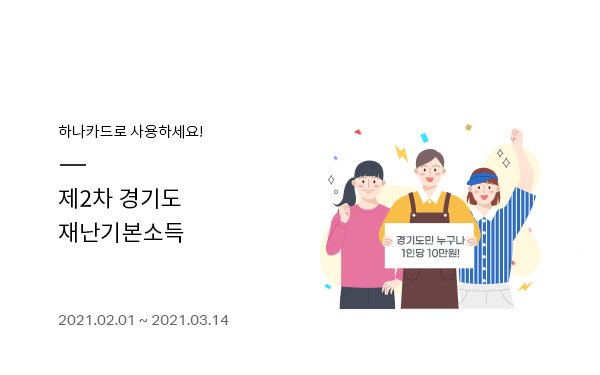 하나카드로 사용하세요!
제2차 경기도
재난기본소득
경기도민 누구나
1인당 10만원!
2021.02.01 ~ 2021.03.14